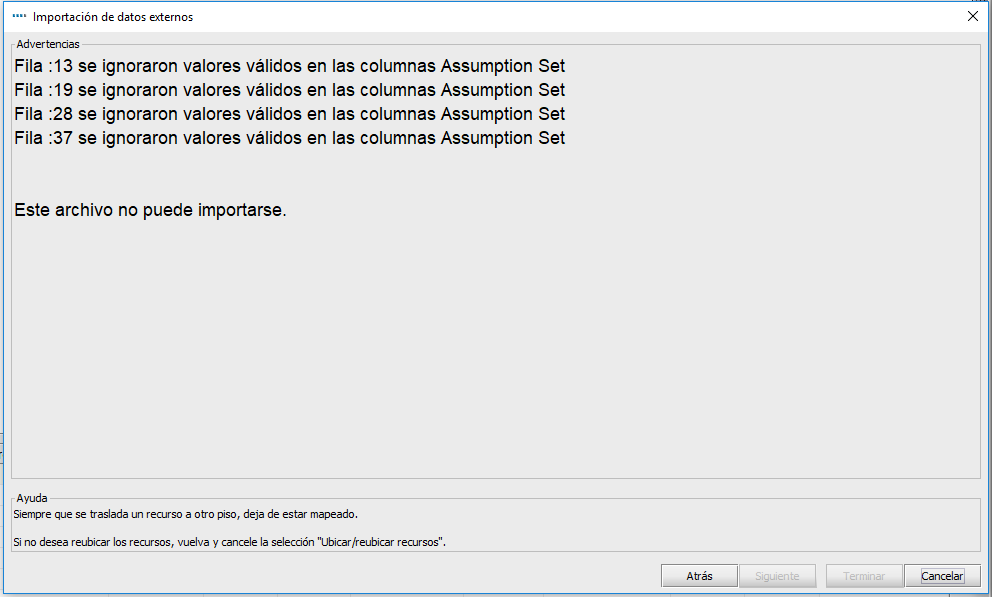 Importación de datos externos
Advertencias
Fila :13 se ignoraron valores válidos en las columnas Assumption Set
Fila :19 se ignoraron valores válidos en las columnas Assumption Set
Fila :28 se ignoraron valores válidos en las columnas Assumption Set
Fila :37 se ignoraron valores válidos en las columnas Assumption Set
Este archivo no puede importarse.
Ayuda
Siempre que se traslada un recurso a otro piso, deja de estar mapeado.
Si no desea reubicar los recursos, vuelva y cancele la selección "Ubicar/reubicar recursos".
Atrás Siguiente Terminar Cancelar